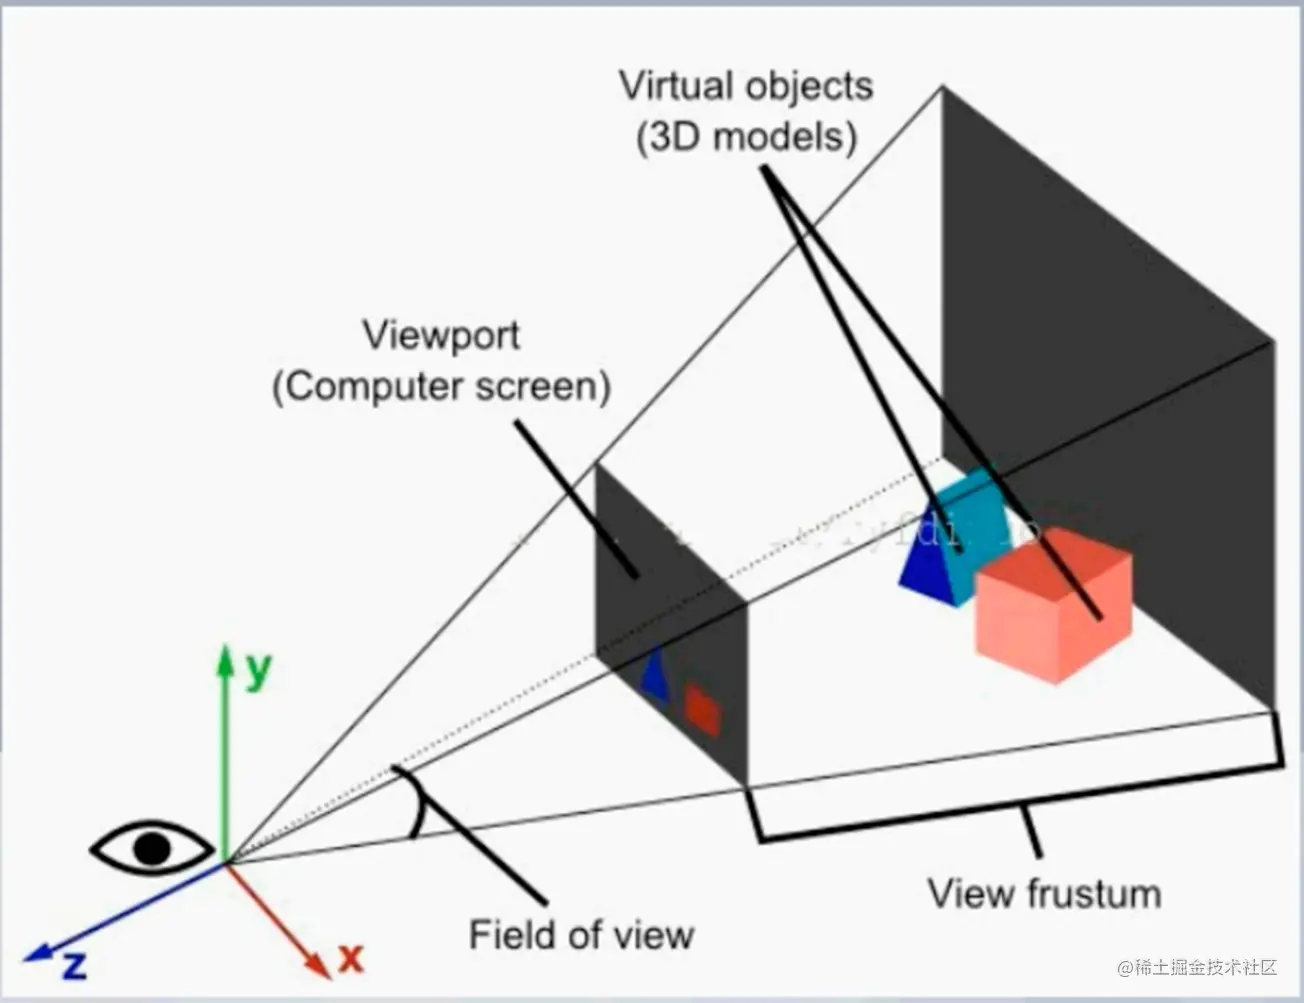 Virtual objects
(3D models)
Viewport
(Computer screen)
y
z
x
Field of view
View frustum
@稀土掘金技术社区